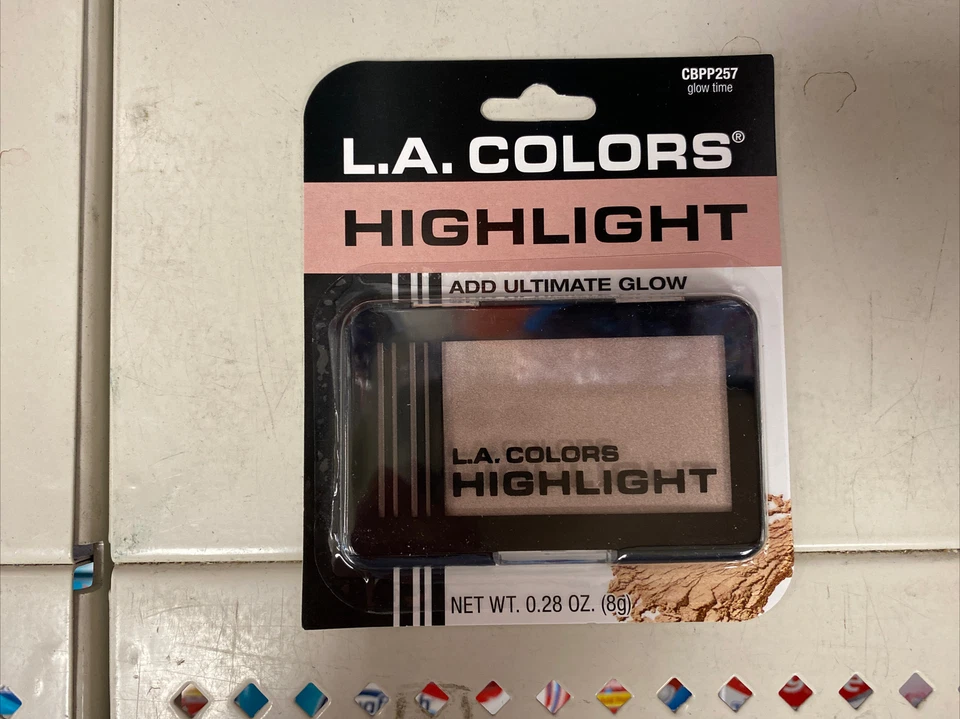 CBPP257
glow time
L.A. COLORS®
HIGHLIGHT
ADD ULTIMATE GLOW
L.A. COLORS
HIGHLIGHT
NET WT. 0.28 OZ. (8g)